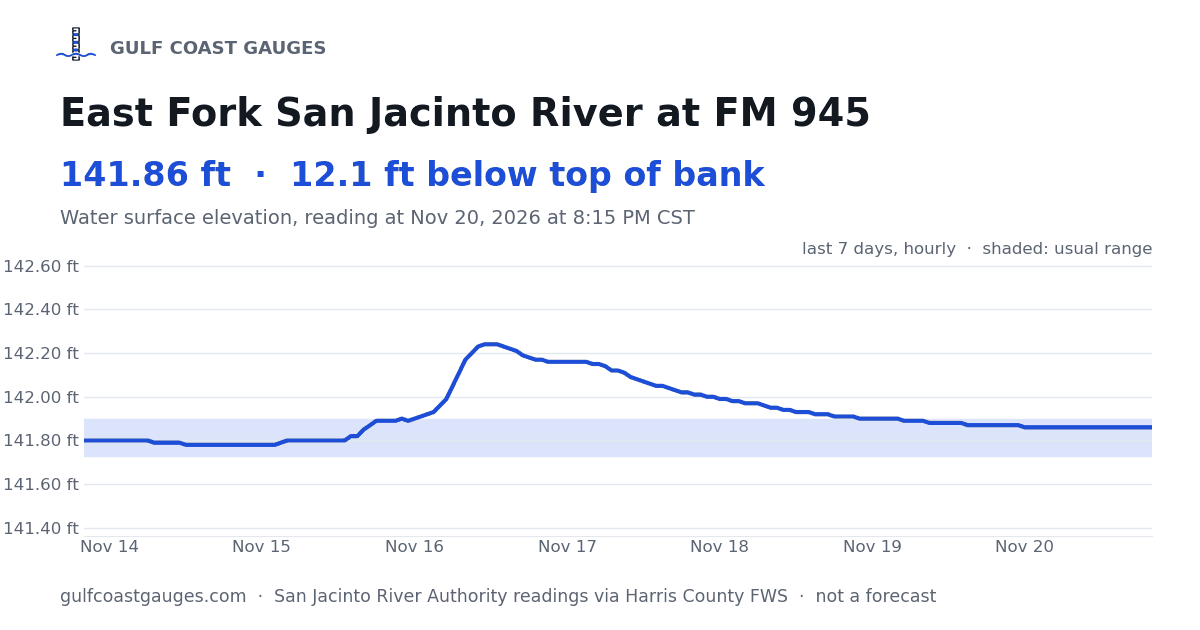 GULF COAST GAUGES
East Fork San Jacinto River at FM 945
141.86 ft · 12.1 ft below top of bank
Water surface elevation, reading at Nov 20, 2026 at 8:15 PM CST
last 7 days, hourly · shaded: usual range
142.60 ft
142.40 ft
142.20 ft
142.00 ft
141.80 ft
141.60 ft
141.40 ft
Nov 14 Nov 15 Nov 16 Nov 17 Nov 18 Nov 19 Nov 20
gulfcoastgauges.com · San Jacinto River Authority readings via Harris County FWS · not a forecast